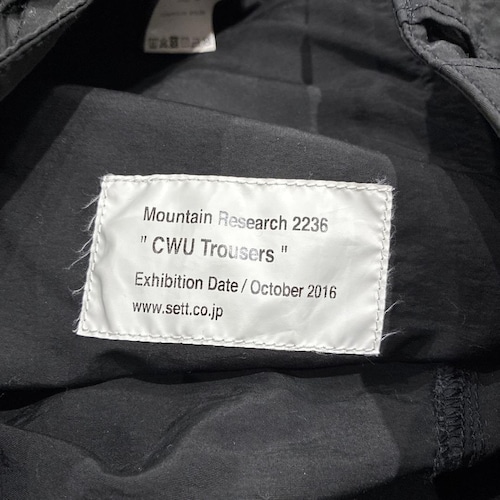 Mountain Research 2236
" CWU Trousers "
Exhibition Date / October 2016
www.sett.co.jp